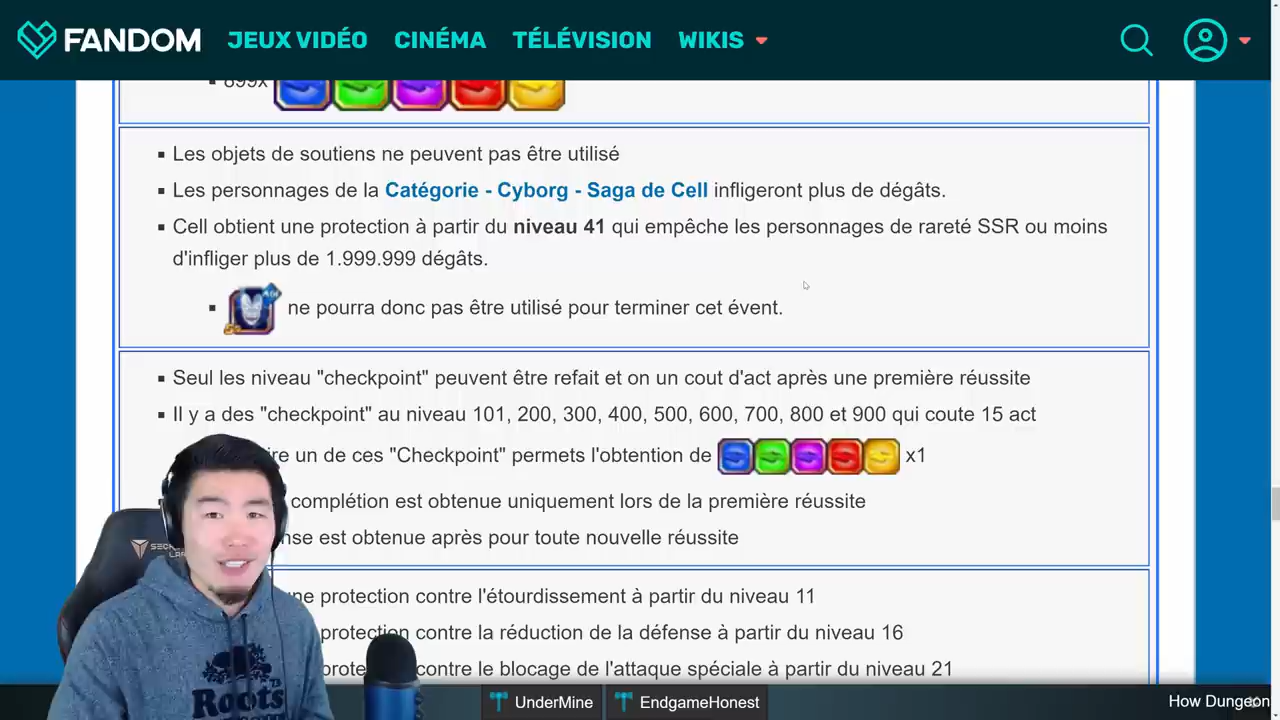 FANDOM JEUX VIDÉO CINÉMA TÉLÉVISION WIKIS
899x
Les objets de soutiens ne peuvent pas être utilisé
Les personnages de la Catégorie - Cyborg - Saga de Cell infligeront plus de dégâts.
Cell obtient une protection à partir du niveau 41 qui empêche les personnages de rareté SSR ou moins
d'infliger plus de 1.999.999 dégâts.
ne pourra donc pas être utilisé pour terminer cet évent.
Seul les niveau "checkpoint" peuvent être refait et on un cout d'act après une première réussite
Il y a des "checkpoint" au niveau 101, 200, 300, 400, 500, 600, 700, 800 et 900 qui coute 15 act
un de ces "Checkpoint" permets l'obtention de x1
complétion est obtenue uniquement lors de la première réussite
est obtenue après pour toute nouvelle réussite
protection contre l'étourdissement à partir du niveau 11
protection contre la réduction de la défense à partir du niveau 16
contre le blocage de l'attaque spéciale à partir du niveau 21
Roots
UnderMine EndgameHonest How Dungeon